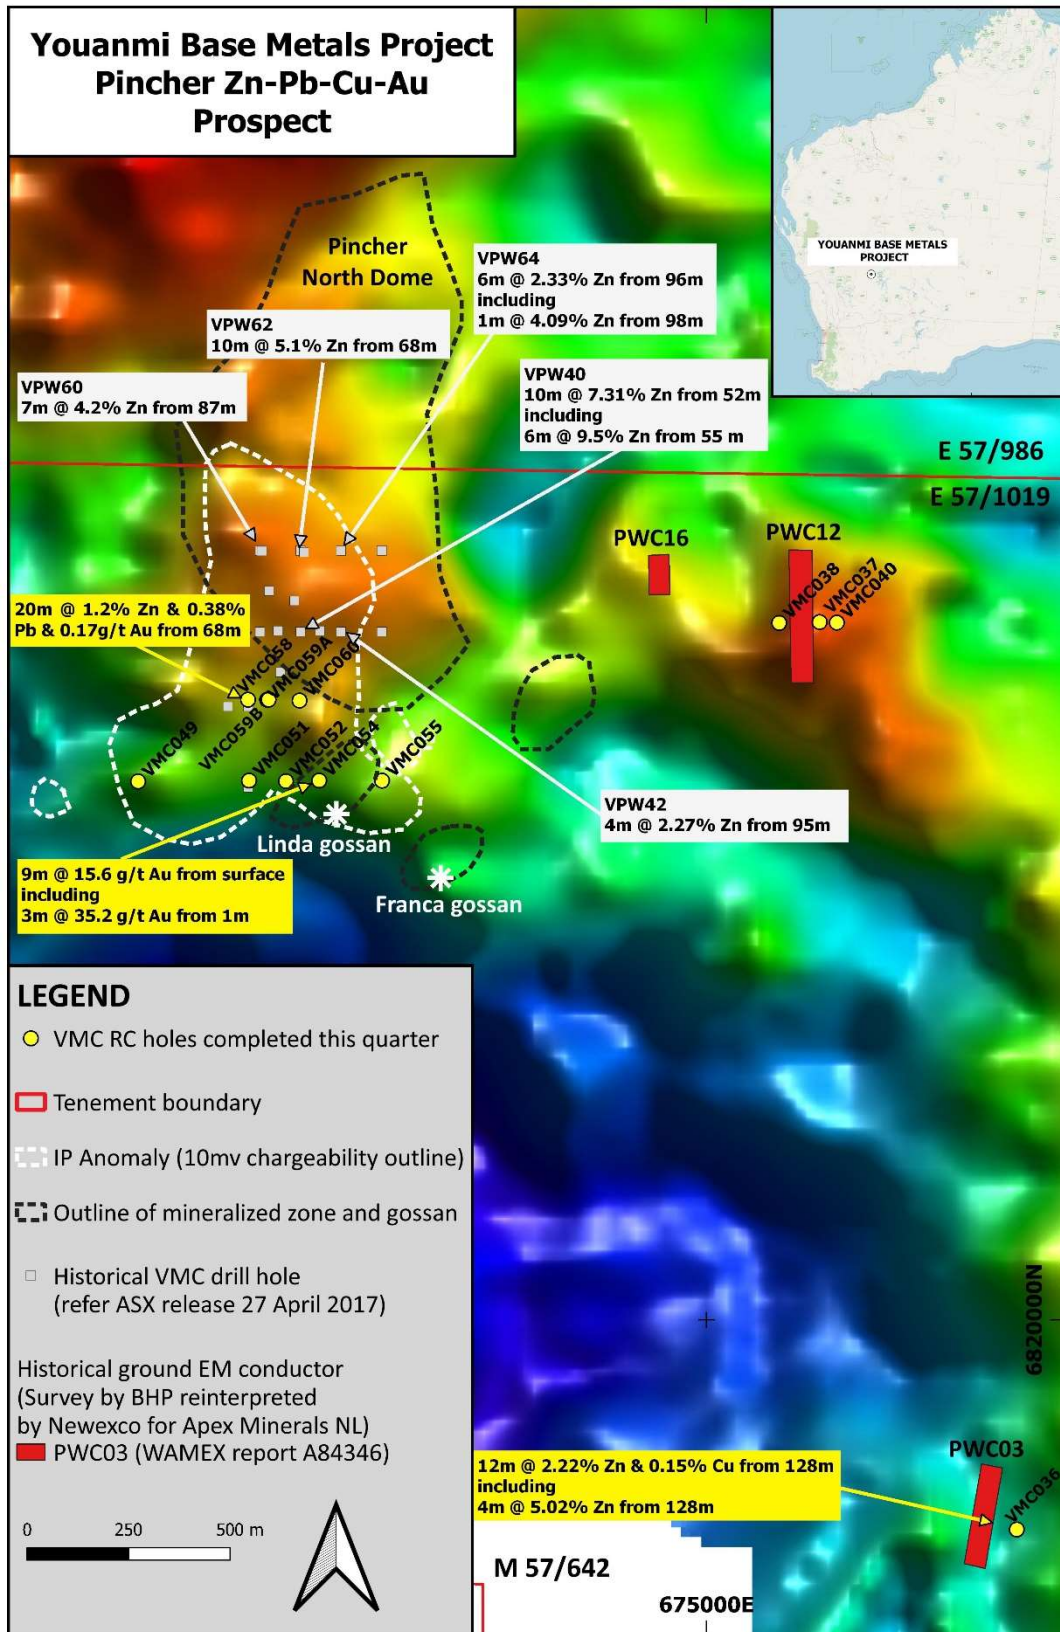 Youanmi Base Metals Project
Pincher Zn-Pb-Cu-Au
Prospect
YOUANMI BASE METALS
PROJECT
Pincher
North Dome
VPW64
6m @ 2.33% Zn from 96m
including
1m @ 4.09% Zn from 98m
VPW62
10m @ 5.1% Zn from 68m
VPW60
7m @ 4.2% Zn from 87m
VPW40
10m @ 7.31% Zn from 52m
including
6m @ 9.5% Zn from 55 m
E 57/986
E 57/1019
PWC16
PWC12
VMC038
VMC037
VMC040
20m @ 1.2% Zn & 0.38%
Pb & 0.17g/t Au from 68m
VMC058
VMC059A
VMC060
VMC049
VMC059B
VMC051
VMC052
VMC054
VMC055
VPW42
4m @ 2.27% Zn from 95m
Linda gossan
Franca gossan
9m @ 15.6 g/t Au from surface
including
3m @ 35.2 g/t Au from 1m
LEGEND
VMC RC holes completed this quarter
Tenement boundary
IP Anomaly (10mv chargeability outline)
Outline of mineralized zone and gossan
Historical VMC drill hole
(refer ASX release 27 April 2017)
Historical ground EM conductor
(Survey by BHP reinterpreted
by Newexco for Apex Minerals NL)
PWC03 (WAMEX report A84346)
0 250 500 m
6820000N
PWC03
VMC036
12m @ 2.22% Zn & 0.15% Cu from 128m
including
4m @ 5.02% Zn from 128m
M 57/642
675000E